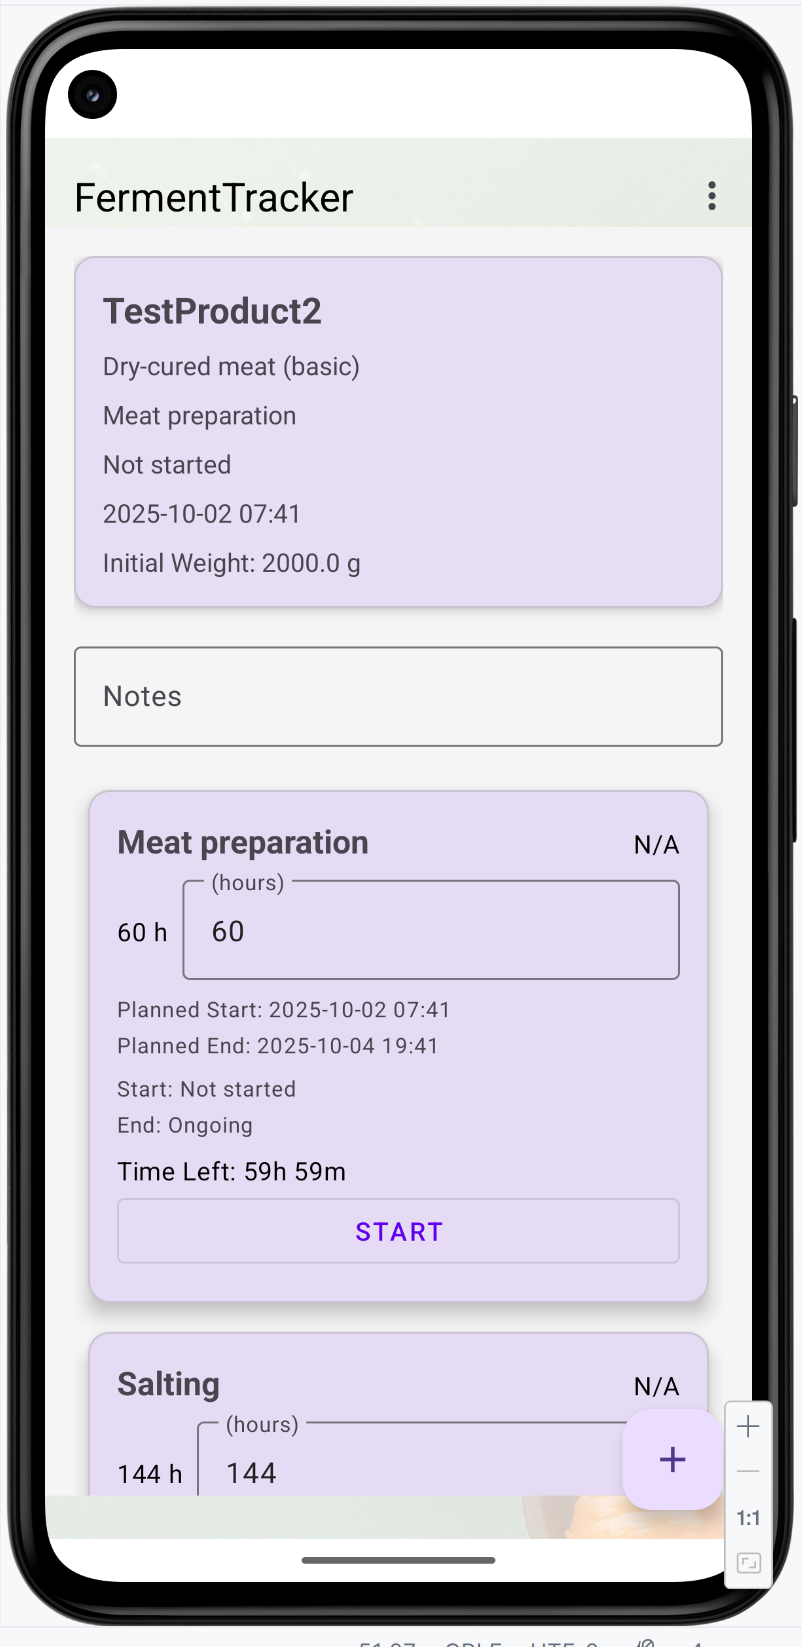 FermentTracker
TestProduct2
Dry-cured meat (basic)
Meat preparation
Not started
2025-10-02 07:41
Initial Weight: 2000.0 g
Notes
Meat preparation
N/A
(hours)
60 h
60
Planned Start: 2025-10-02 07:41
Planned End: 2025-10-04 19:41
Start: Not started
End: Ongoing
Time Left: 59h 59m
START
Salting
N/A
(hours)
144 h
144
+
1:1